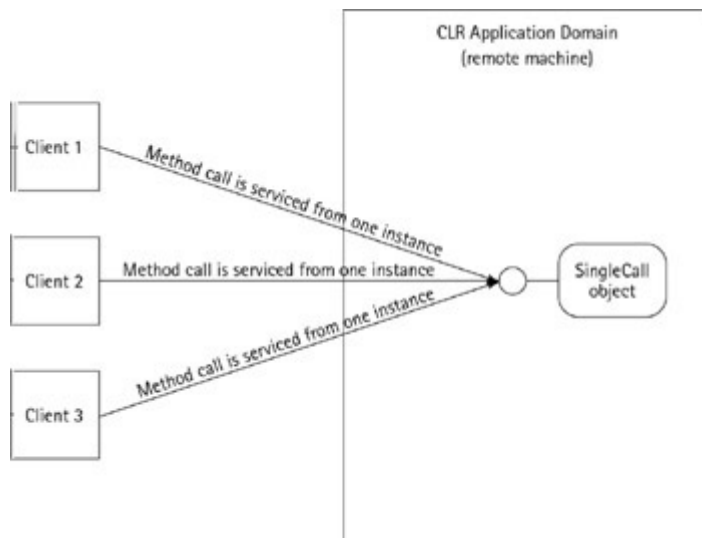 CLR Application Domain
(remote machine)
Client 1
Method call is serviced from one instance
Client 2
Method call is serviced from one instance
SingleCall
object
Method call is serviced from one instance
Client 3